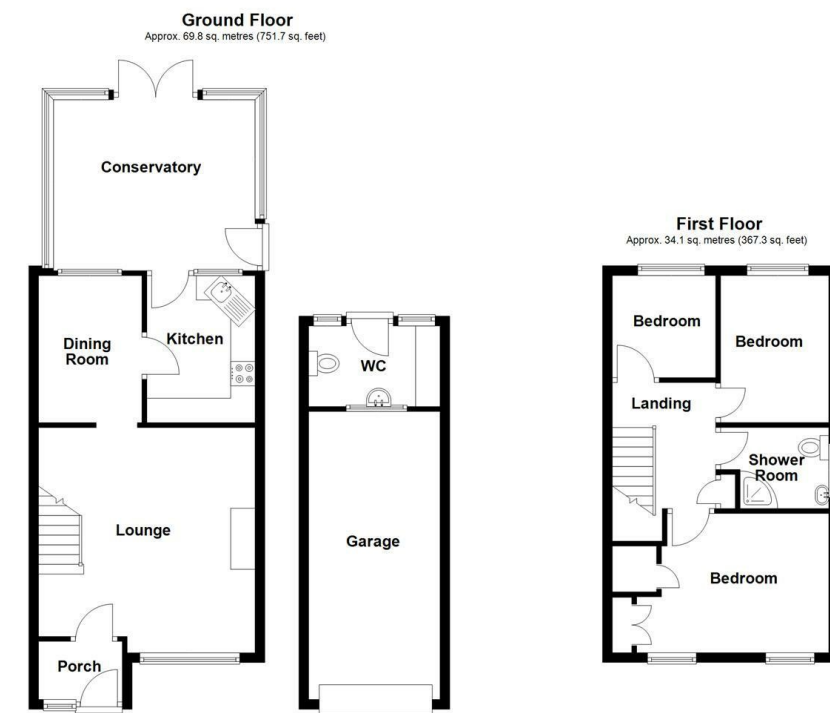 Ground Floor
Approx. 69.8 sq. metres (751.7 sq. feet)
Conservatory
Dining
Room
Kitchen
WC
Lounge
Garage
Porch
First Floor
Approx. 34.1 sq. metres (367.3 sq. feet)
Bedroom
Bedroom
Landing
Shower
Room
Bedroom